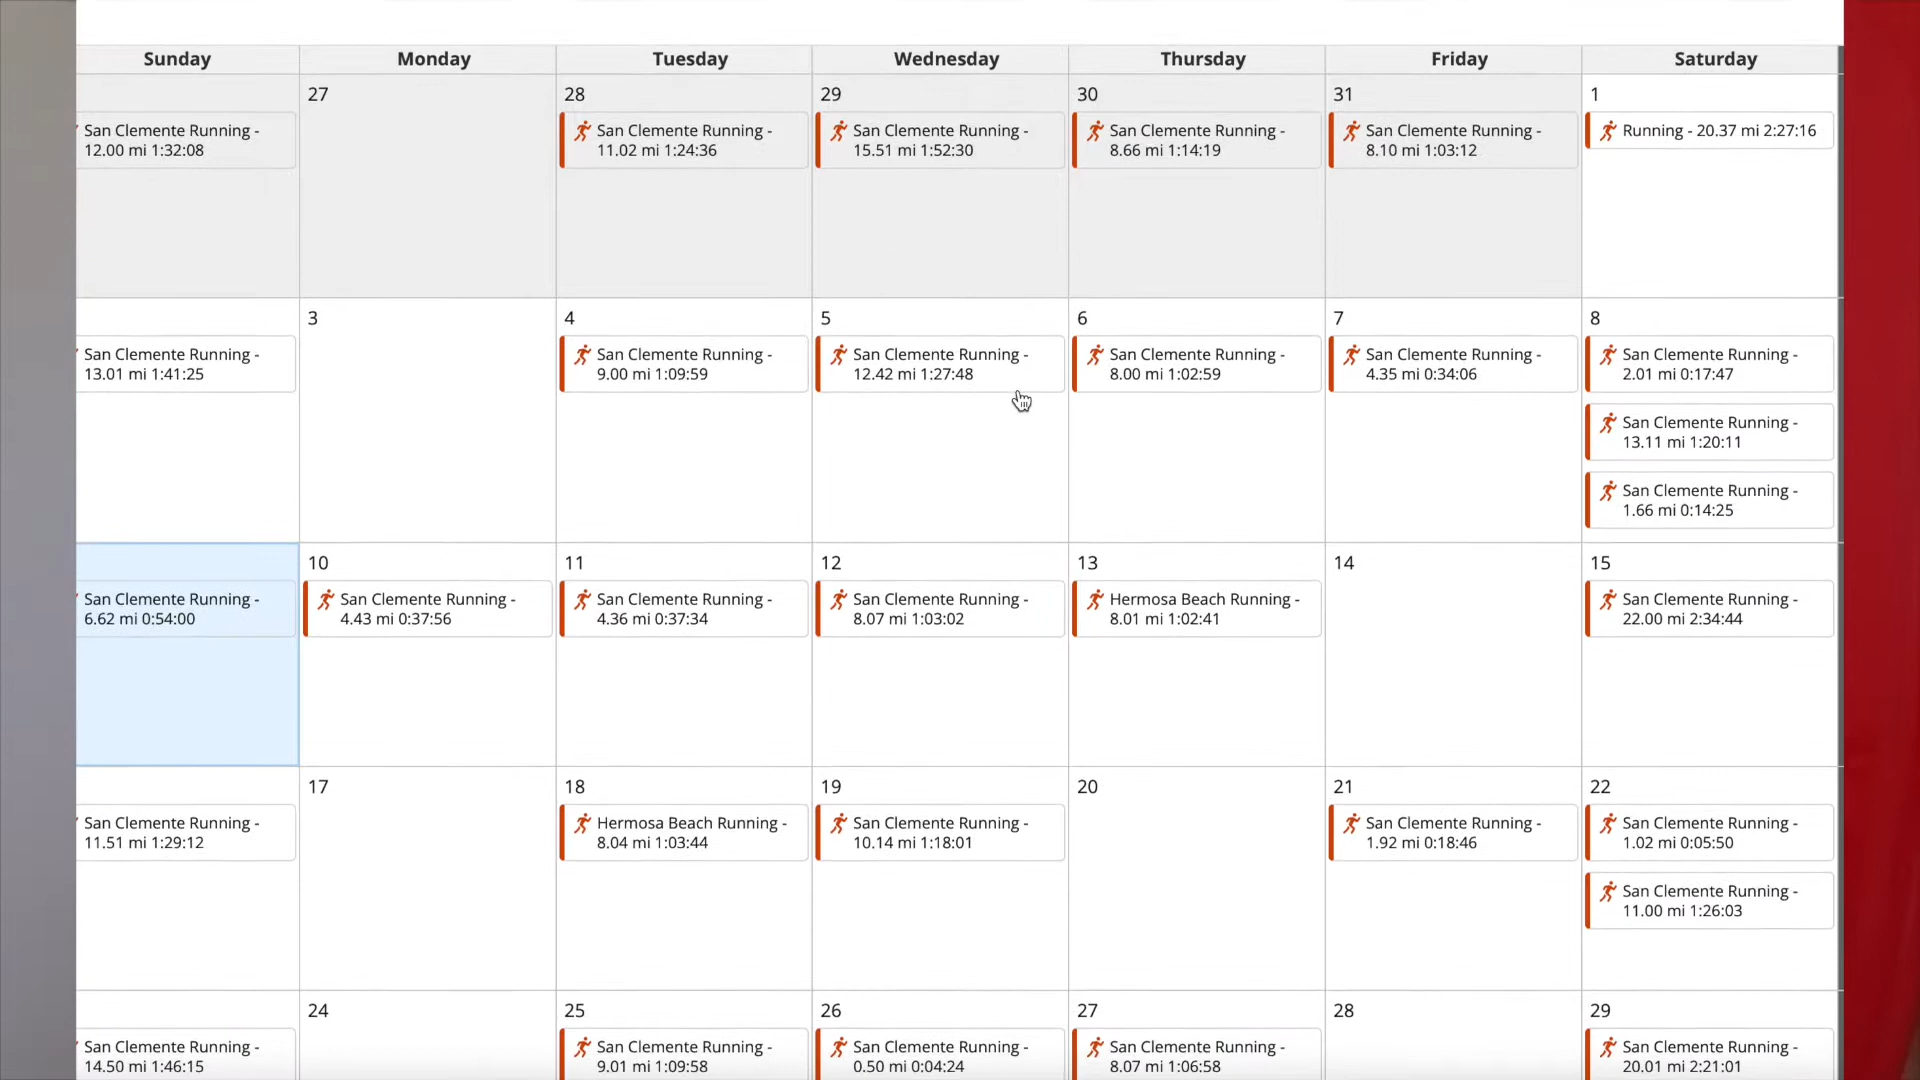 Sunday Monday Tuesday Wednesday Thursday Friday Saturday
27 28 29 30 31 1
San Clemente Running -
12.00 mi 1:32:08
San Clemente Running -
11.02 mi 1:24:36
San Clemente Running -
15.51 mi 1:52:30
San Clemente Running -
8.66 mi 1:14:19
San Clemente Running -
8.10 mi 1:03:12
Running - 20.37 mi 2:27:16
3 4 5 6 7 8
San Clemente Running -
13.01 mi 1:41:25
San Clemente Running -
9.00 mi 1:09:59
San Clemente Running -
12.42 mi 1:27:48
San Clemente Running -
8.00 mi 1:02:59
San Clemente Running -
4.35 mi 0:34:06
San Clemente Running -
2.01 mi 0:17:47
San Clemente Running -
13.11 mi 1:20:11
San Clemente Running -
1.66 mi 0:14:25
10 11 12 13 14 15
San Clemente Running -
6.62 mi 0:54:00
San Clemente Running -
4.43 mi 0:37:56
San Clemente Running -
4.36 mi 0:37:34
San Clemente Running -
8.07 mi 1:03:02
Hermosa Beach Running -
8.01 mi 1:02:41
San Clemente Running -
22.00 mi 2:34:44
17 18 19 20 21 22
San Clemente Running -
11.51 mi 1:29:12
Hermosa Beach Running -
8.04 mi 1:03:44
San Clemente Running -
10.14 mi 1:18:01
San Clemente Running -
1.92 mi 0:18:46
San Clemente Running -
1.02 mi 0:05:50
San Clemente Running -
11.00 mi 1:26:03
24 25 26 27 28 29
San Clemente Running -
14.50 mi 1:46:15
San Clemente Running -
9.01 mi 1:09:58
San Clemente Running -
0.50 mi 0:04:24
San Clemente Running -
8.07 mi 1:06:58
San Clemente Running -
20.01 mi 2:21:01